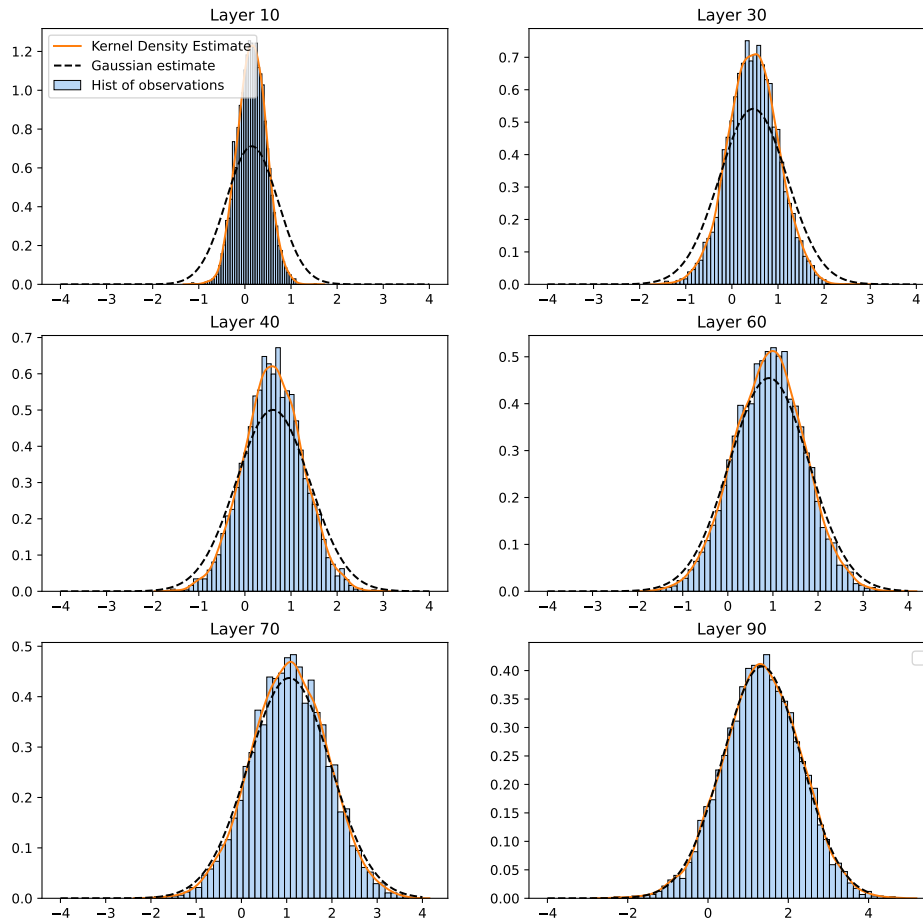 Layer 10
Kernel Density Estimate
Gaussian estimate
Hist of observations
1.2
1.0
0.8
0.6
0.4
0.2
0.0
−4 −3 −2 −1 0 1 2 3 4
Layer 30
0.7
0.6
0.5
0.4
0.3
0.2
0.1
0.0
−4 −3 −2 −1 0 1 2 3 4
Layer 40
0.7
0.6
0.5
0.4
0.3
0.2
0.1
0.0
−4 −3 −2 −1 0 1 2 3 4
Layer 60
0.5
0.4
0.3
0.2
0.1
0.0
−4 −3 −2 −1 0 1 2 3 4
Layer 70
0.5
0.4
0.3
0.2
0.1
0.0
−4 −3 −2 −1 0 1 2 3 4
Layer 90
0.40
0.35
0.30
0.25
0.20
0.15
0.10
0.05
0.00
−4 −2 0 2 4